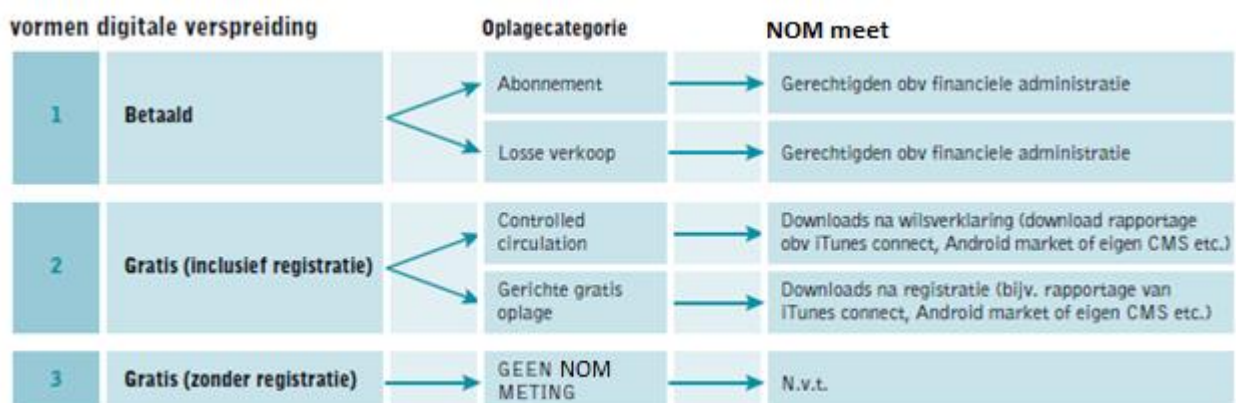 vormen digitale verspreiding
Oplagecategorie
NOM meet
1
Betaald
Abonnement
Gerechtigden obv financiele administratie
Losse verkoop
Gerechtigden obv financiele administratie
2
Gratis (inclusief registratie)
Controlled
circulation
Downloads na wilsverklaring (download rapportage
obv iTunes connect, Android market of eigen CMS etc.)
Gerichte gratis
oplage
Downloads na registratie (bijv. rapportage van
iTunes connect, Android market of eigen CMS etc.)
3
Gratis (zonder registratie)
GEEN NOM
METING
N.v.t.